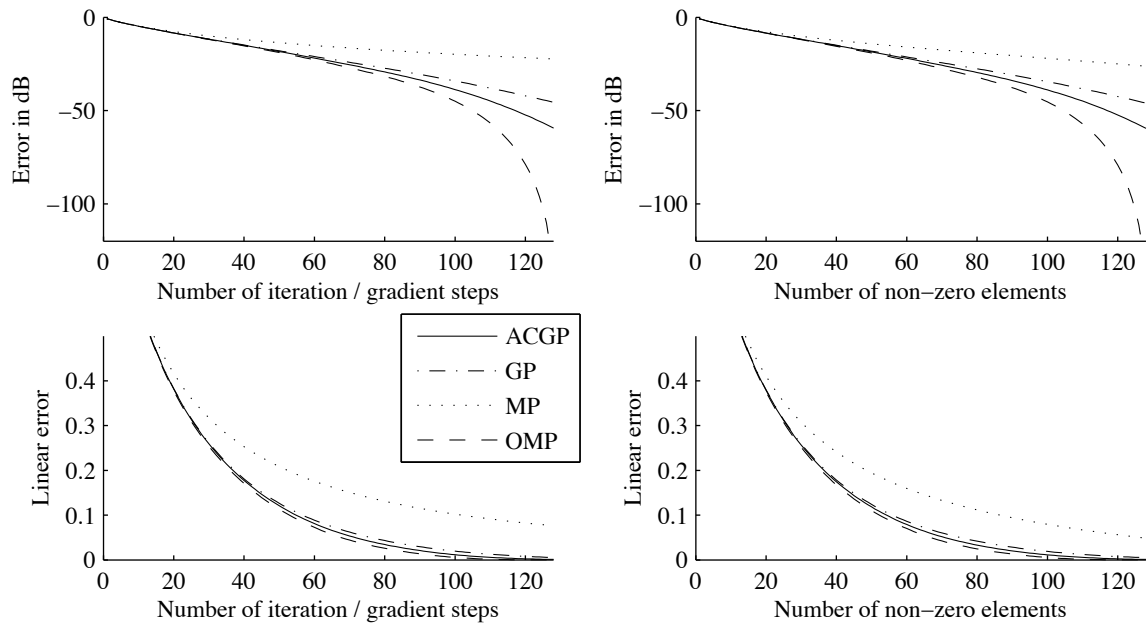 0
−50
−100
Error in dB
0 20 40 60 80 100 120
Number of iteration / gradient steps
0
−50
−100
Error in dB
0 20 40 60 80 100 120
Number of non−zero elements
0.4
0.3
0.2
0.1
0
Linear error
0 20 40 60 80 100 120
Number of iteration / gradient steps
ACGP
GP
MP
OMP
0.4
0.3
0.2
0.1
0
Linear error
0 20 40 60 80 100 120
Number of non−zero elements